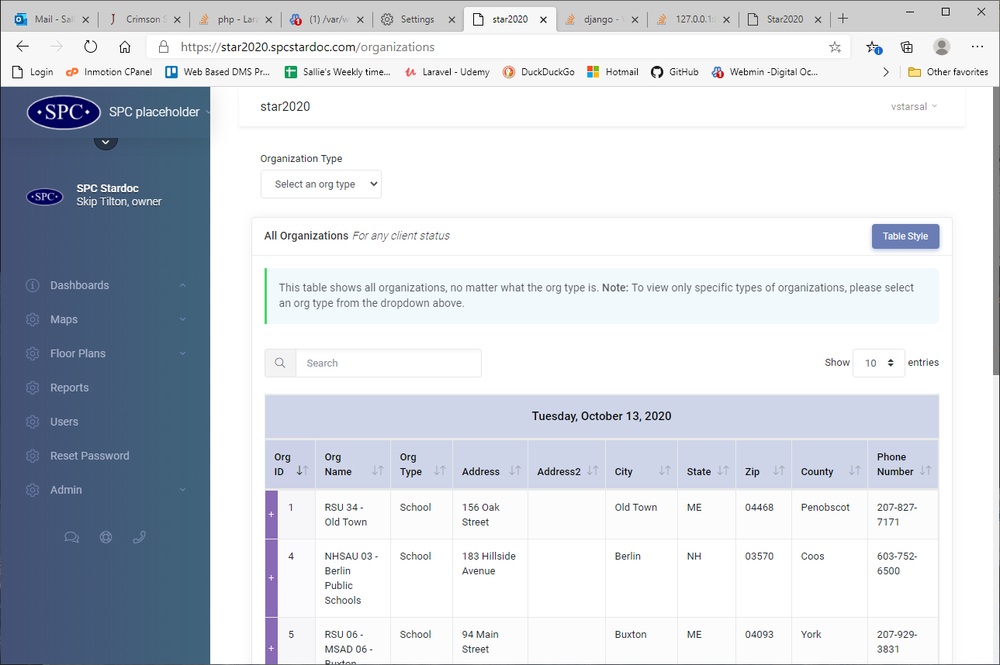 Mail - Sal
Crimson S
php - Lara
(1) /var/w
Settings
star2020
django - 
127.0.0.1:
Star2020
https://star2020.spcstardoc.com/organizations
Login
Inmotion CPanel
Web Based DMS Pr...
Sallie's Weekly time...
Laravel - Udemy
DuckDuckGo
Hotmail
GitHub
Webmin -Digital Oc...
Other favorites
SPC
SPC placeholder
star2020
vstarsal
SPC
SPC Stardoc
Skip Tilton, owner
Dashboards
Maps
Floor Plans
Reports
Users
Reset Password
Admin
Organization Type
Select an org type
All Organizations For any client status
Table Style
This table shows all organizations, no matter what the org type is. Note: To view only specific types of organizations, please select
an org type from the dropdown above.
Search
Show 10 entries
Tuesday, October 13, 2020
Org ID
Org Name
Org Type
Address
Address2
City
State
Zip
County
Phone Number
+ 1 RSU 34 - School 156 Oak Old Town ME 04468 Penobscot 207-827-
Old Town Street 7171
+ 4 NHSAU 03 - School 183 Hillside Berlin NH 03570 Coos 603-752-
Berlin Avenue 6500
Public
Schools
+ 5 RSU 06 - School 94 Main Buxton ME 04093 York 207-929-
MSAD 06 - Street 3831
Buxton